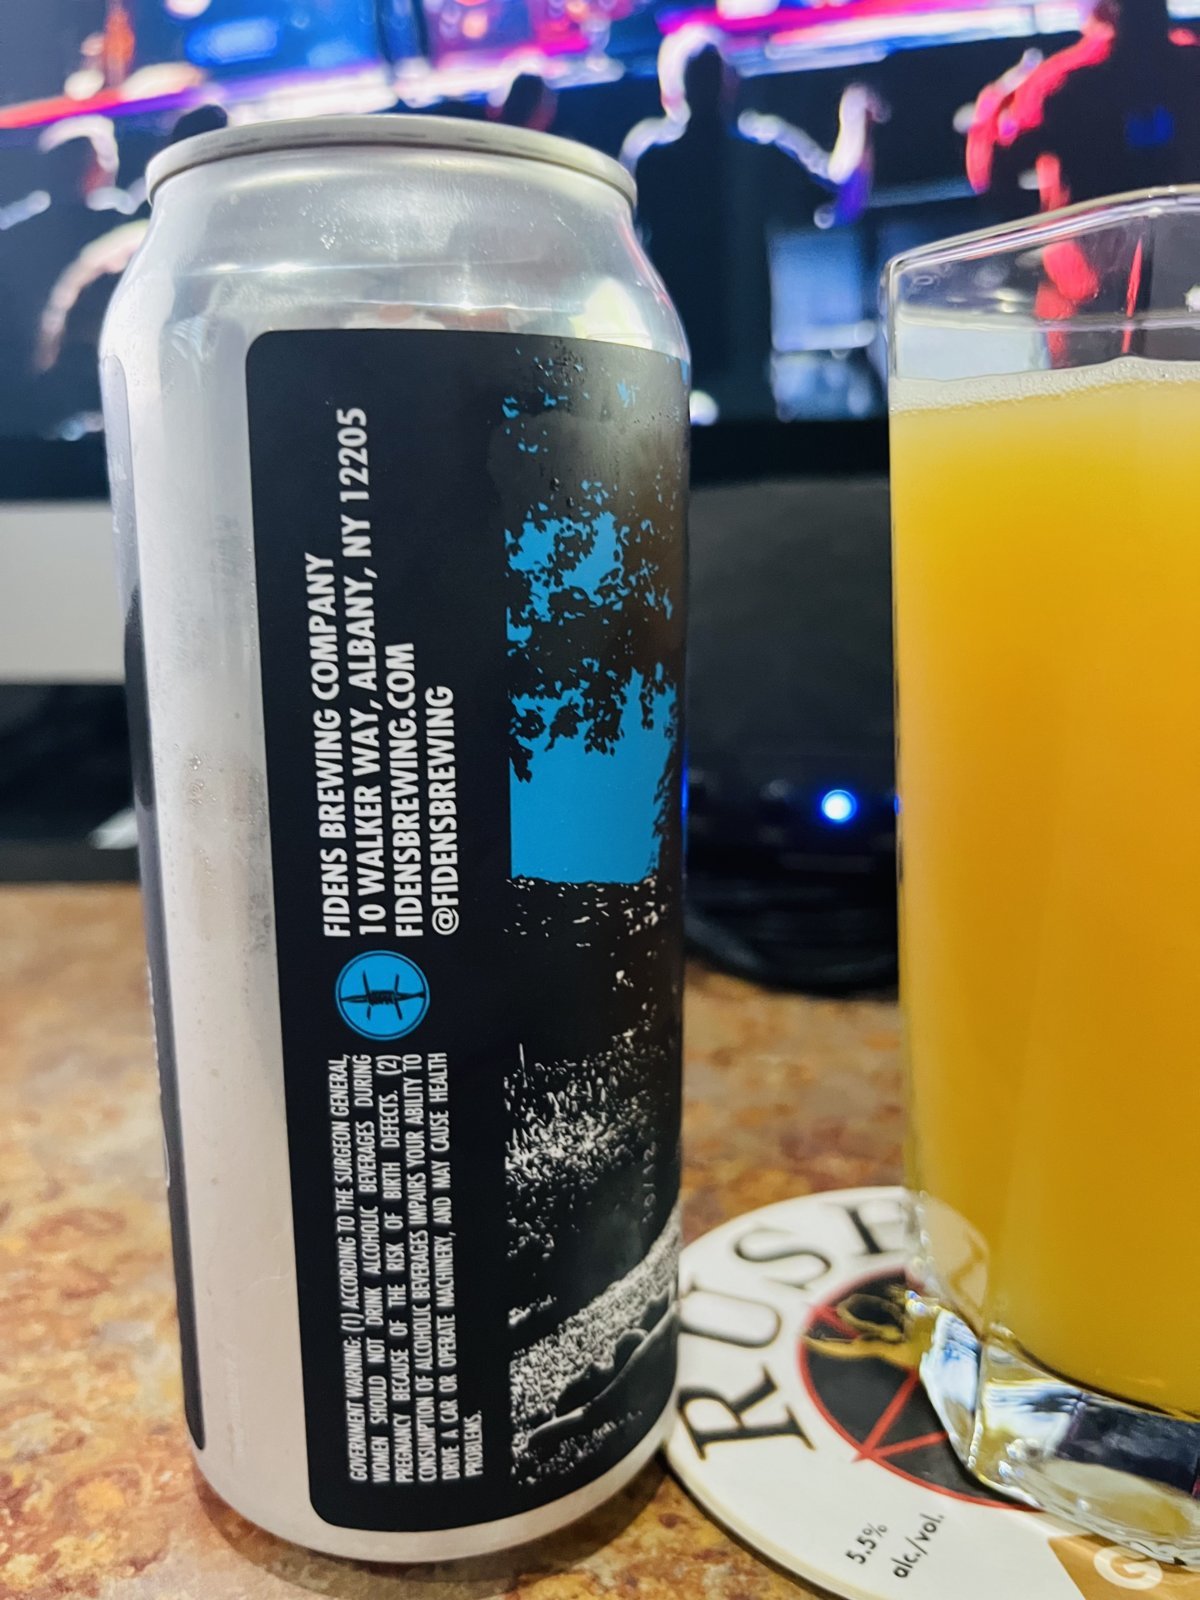 FIDENS BREWING COMPANY
10 WALKER WAY, ALBANY, NY 12205
FIDENSBREWING.COM
@FIDENSBREWING
GOVERNMENT WARNING: (1) ACCORDING TO THE SURGEON GENERAL,
WOMEN SHOULD NOT DRINK ALCOHOLIC BEVERAGES DURING
PREGNANCY BECAUSE OF THE RISK OF BIRTH DEFECTS. (2)
CONSUMPTION OF ALCOHOLIC BEVERAGES IMPAIRS YOUR ABILITY TO
DRIVE A CAR OR OPERATE MACHINERY, AND MAY CAUSE HEALTH
PROBLEMS.
RUSH
5.5%
alc./vol.